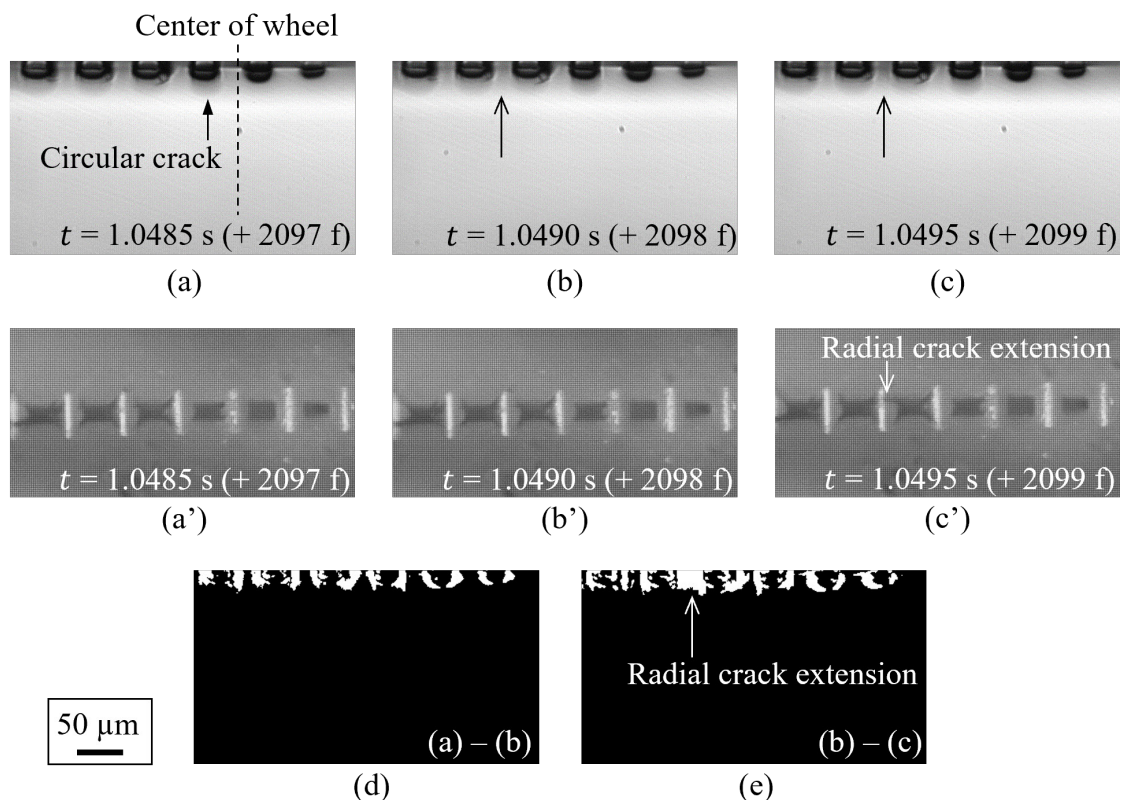 Center of wheel
Circular crack
t = 1.0485 s (+ 2097 f)
t = 1.0490 s (+ 2098 f)
t = 1.0495 s (+ 2099 f)
(a)
(b)
(c)
Radial crack extension
t = 1.0485 s (+ 2097 f)
t = 1.0490 s (+ 2098 f)
t = 1.0495 s (+ 2099 f)
(a’)
(b’)
(c’)
Radial crack extension
50 µm
(a) – (b)
(b) – (c)
(d)
(e)